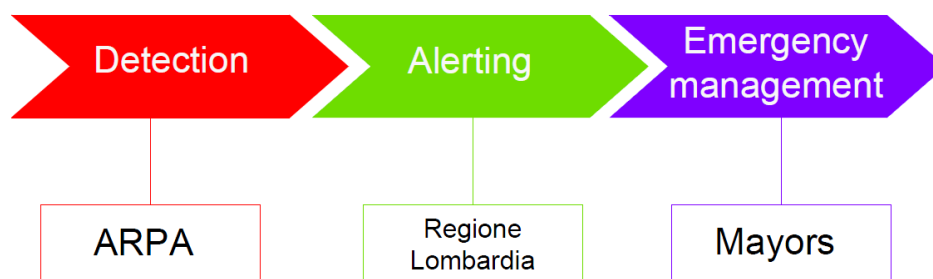 Detection
Alerting
Emergency
management
ARPA
Regione
Lombardia
Mayors